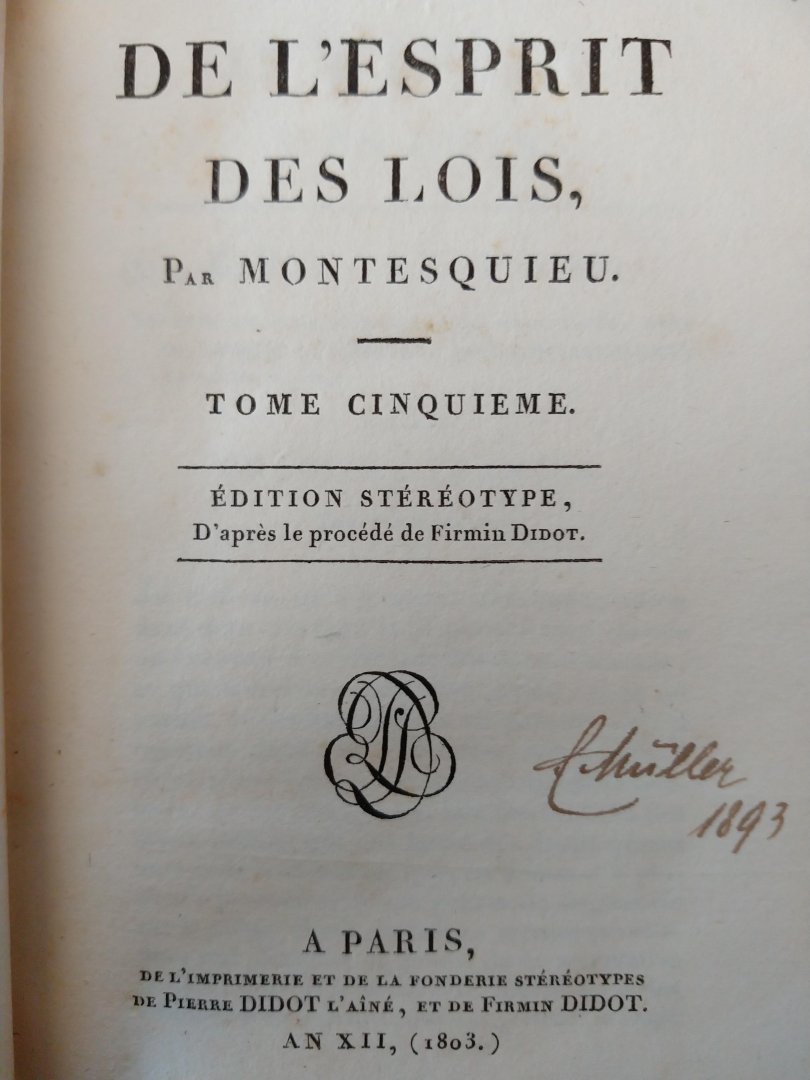 DE L'ESPRIT
DES LOIS,
PAR MONTESQUIEU.
TOME CINQUIEME.
ÉDITION STÉRÉOTYPE,
D'après le procédé de Firmin DIDOT.
Müller
1893
A PARIS,
DE L'IMPRIMERIE ET DE LA FONDERIE STÉRÉOTYPES
DE PIERRE DIDOT L'AÎNÉ, ET DE FIRMIN DIDOT.
AN XII, (1803.)